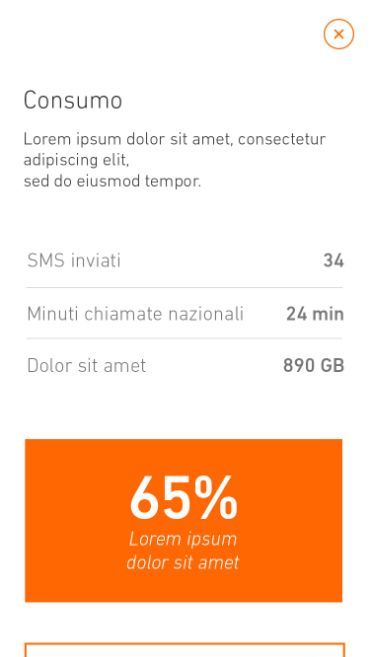 Consumo
Lorem ipsum dolor sit amet, consectetur
adipiscing elit,
sed do eiusmod tempor.
SMS inviati 34
Minuti chiamate nazionali 24 min
Dolor sit amet 890 GB
65%
Lorem ipsum
dolor sit amet